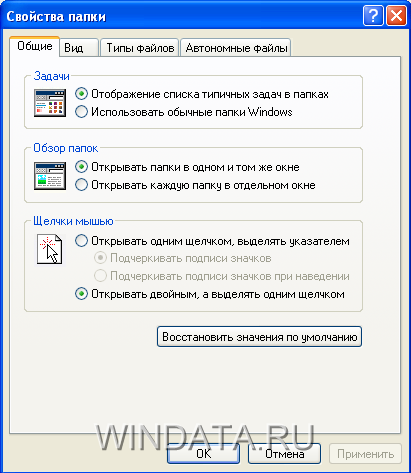 Свойства папки
Общие Вид Типы файлов Автономные файлы
Задачи
Отображение списка типичных задач в папках
Использовать обычные папки Windows
Обзор папок
Открывать папки в одном и том же окне
Открывать каждую папку в отдельном окне
Щелчки мышью
Открывать одним щелчком, выделять указателем
Подчеркивать подписи значков
Подчеркивать подписи значков при наведении
Открывать двойным, а выделять одним щелчком
Восстановить значения по умолчанию
WINDATA.RU
ОК Отмена Применить